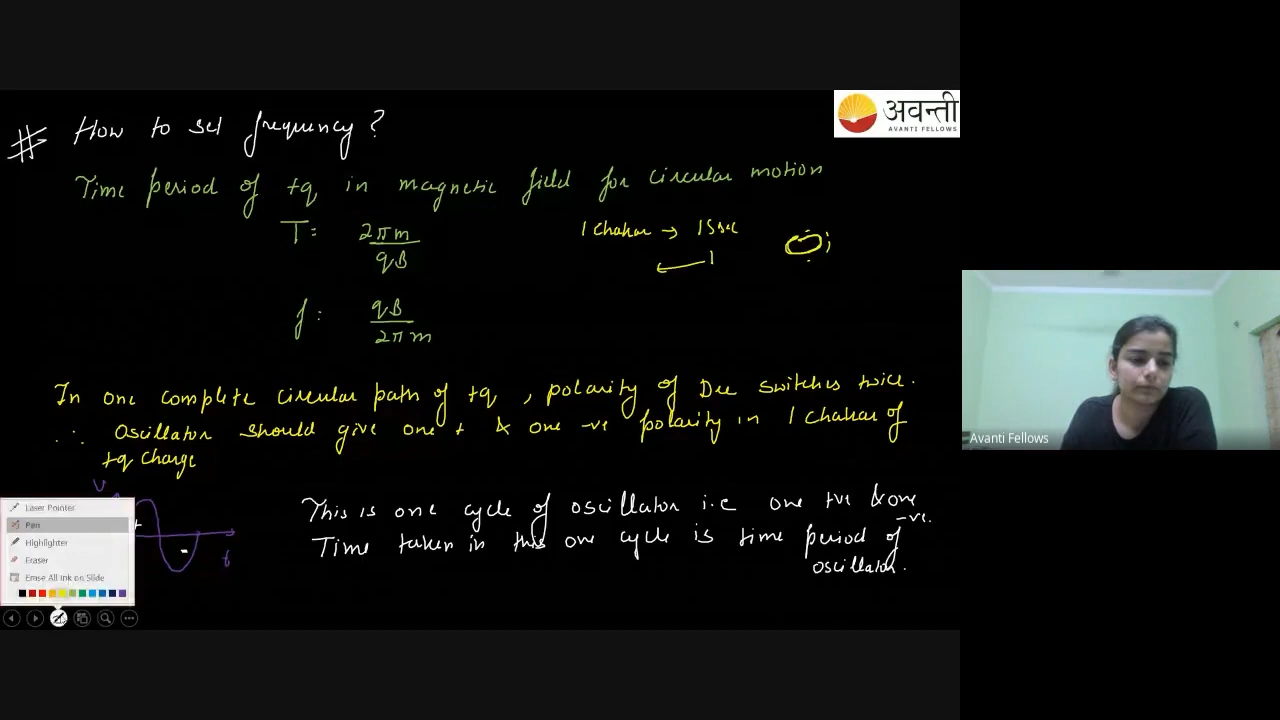 # How to set frequency?
अवन्ती
AVANTI FELLOWS
Time period of +q in magnetic field for circular motion
T = 2πm / qB
1 chakar → 1 sec
1
f = qB / 2πm
In one complete circular path of +q, polarity of Dee switches twice.
∴ Oscillator should give one + & one -ve polarity in 1 chakar of
+q charge
V
+
-
t
This is one cycle of oscillator i.e one +ve & one -ve.
Time taken in this one cycle is time period of
oscillator.
Laser Pointer
Pen
Highlighter
Eraser
Erase All Ink on Slide
Avanti Fellows